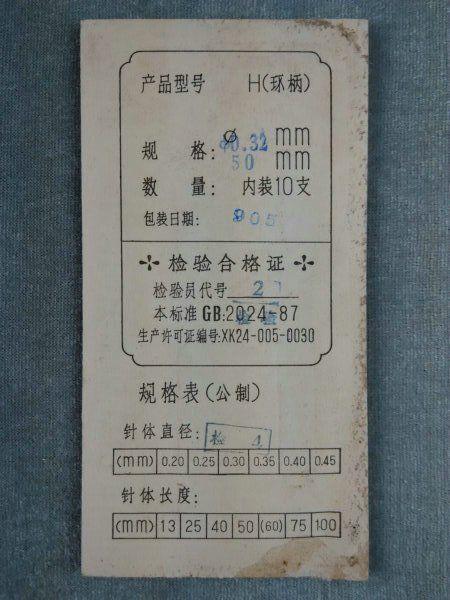 产品型号 H(环柄)
规 格: ø0.32 mm
50 mm
数 量: 内装10支
包装日期: 905
检验合格证
检验员代号 2
本标准GB:2024-87
生产许可证编号:XK24-005-0030
规格表(公制)
针体直径: 检 4
(mm) 0.20 0.25 0.30 0.35 0.40 0.45
针体长度:
(mm) 13 25 40 50 (60) 75 100